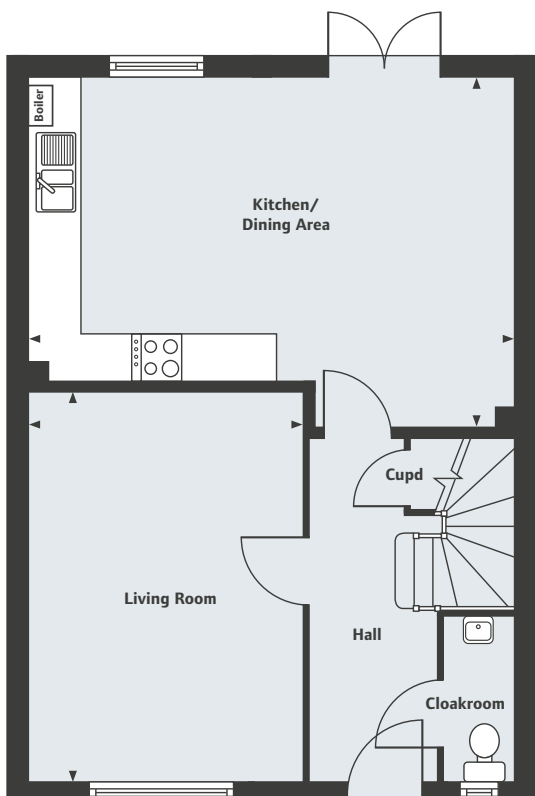 Boiler
Kitchen/
Dining Area
Cupd
Living Room
Hall
Cloakroom